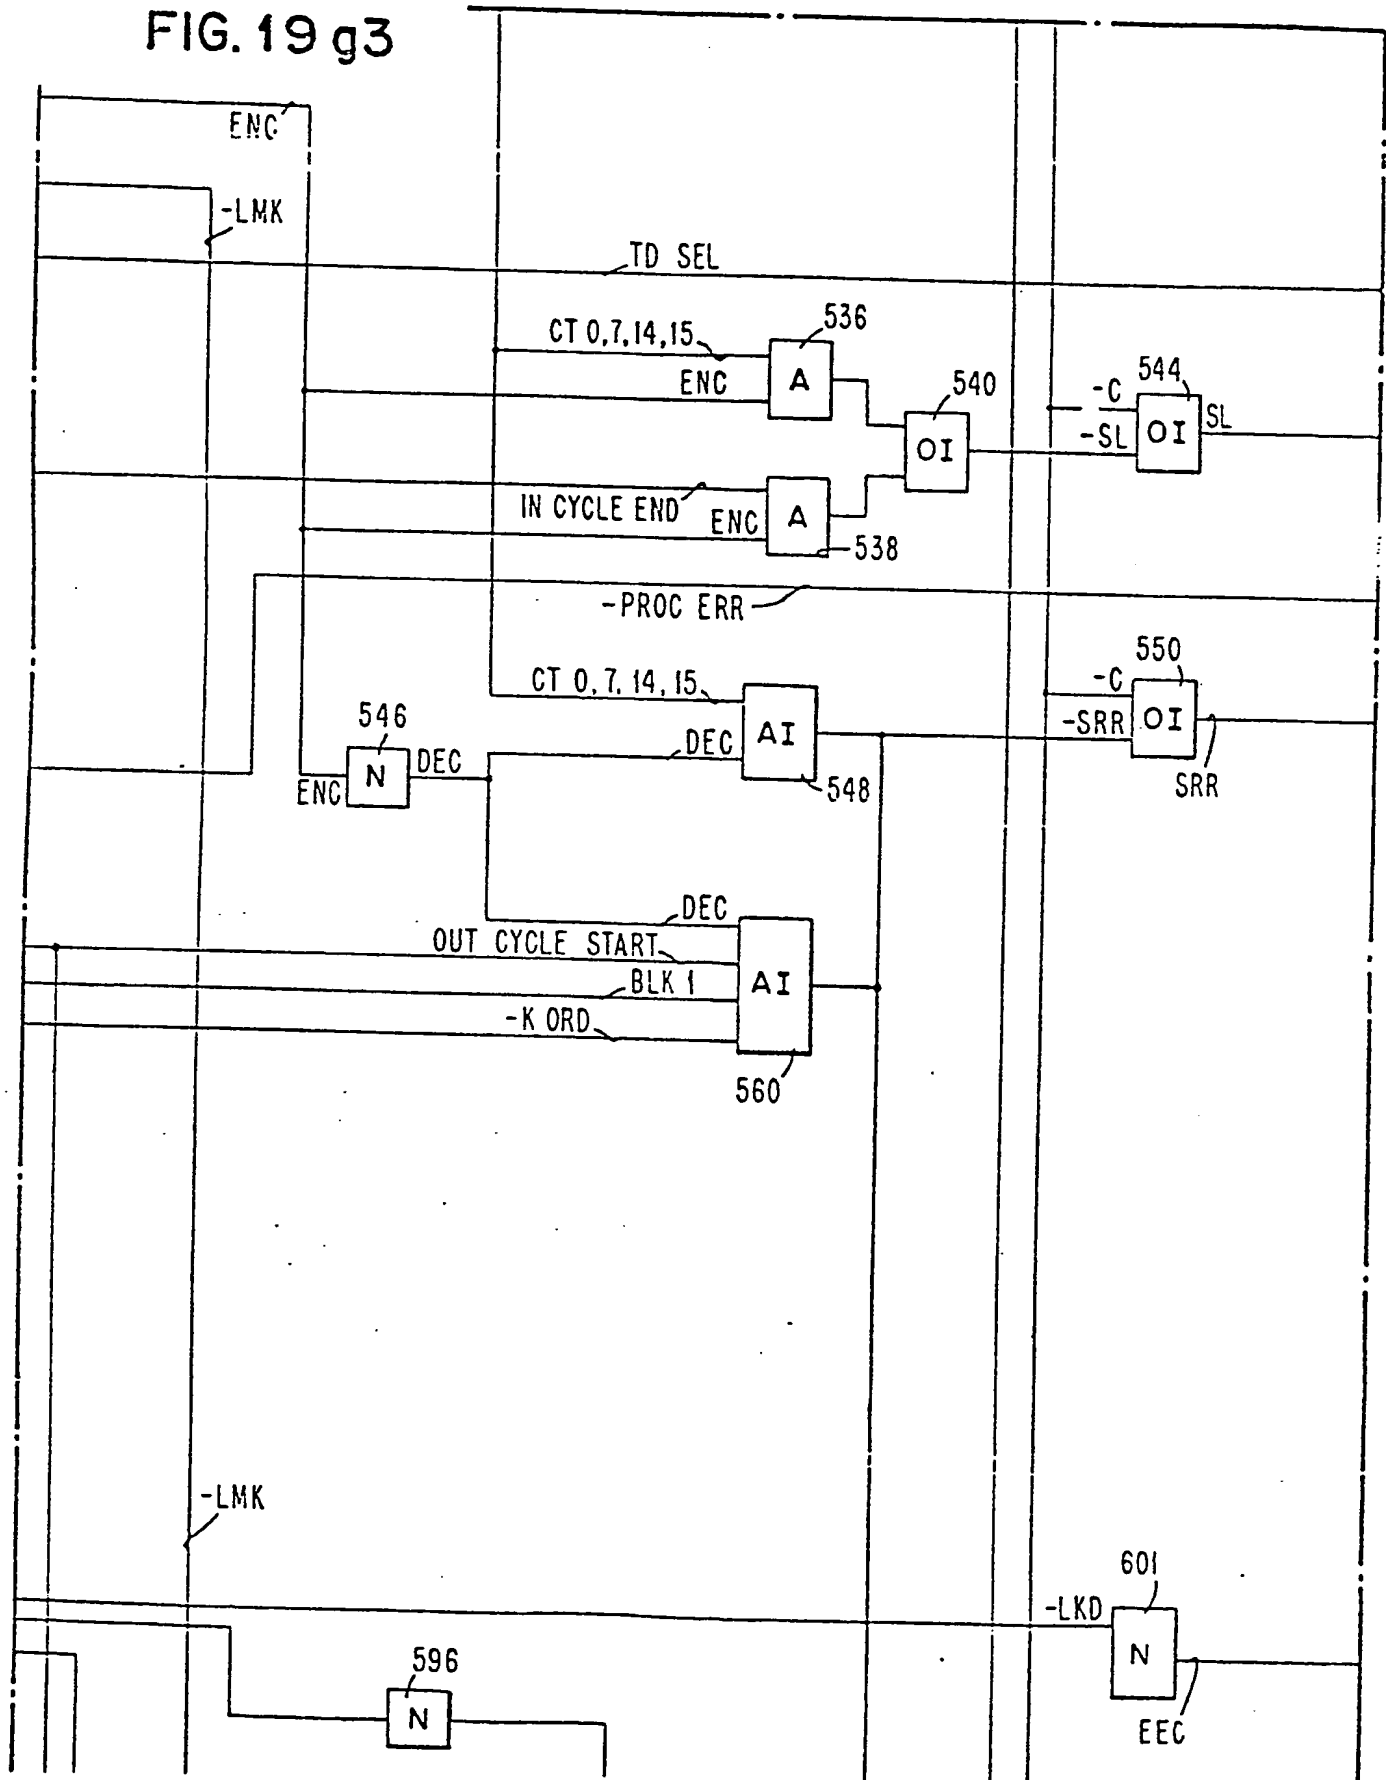 FIG. 19 g3
ENC
-LMK
TD SEL
CT 0,7,14,15
536
ENC
A
540
OI
-C
544
-SL
OI
SL
IN CYCLE END
ENC
A
538
-PROC ERR
CT 0,7,14,15
550
-C
-SRR
OI
SRR
546
DEC
AI
DEC
ENC
N
548
DEC
OUT CYCLE START
BLK 1
AI
-K ORD
560
-LMK
601
-LKD
N
EEC
596
N